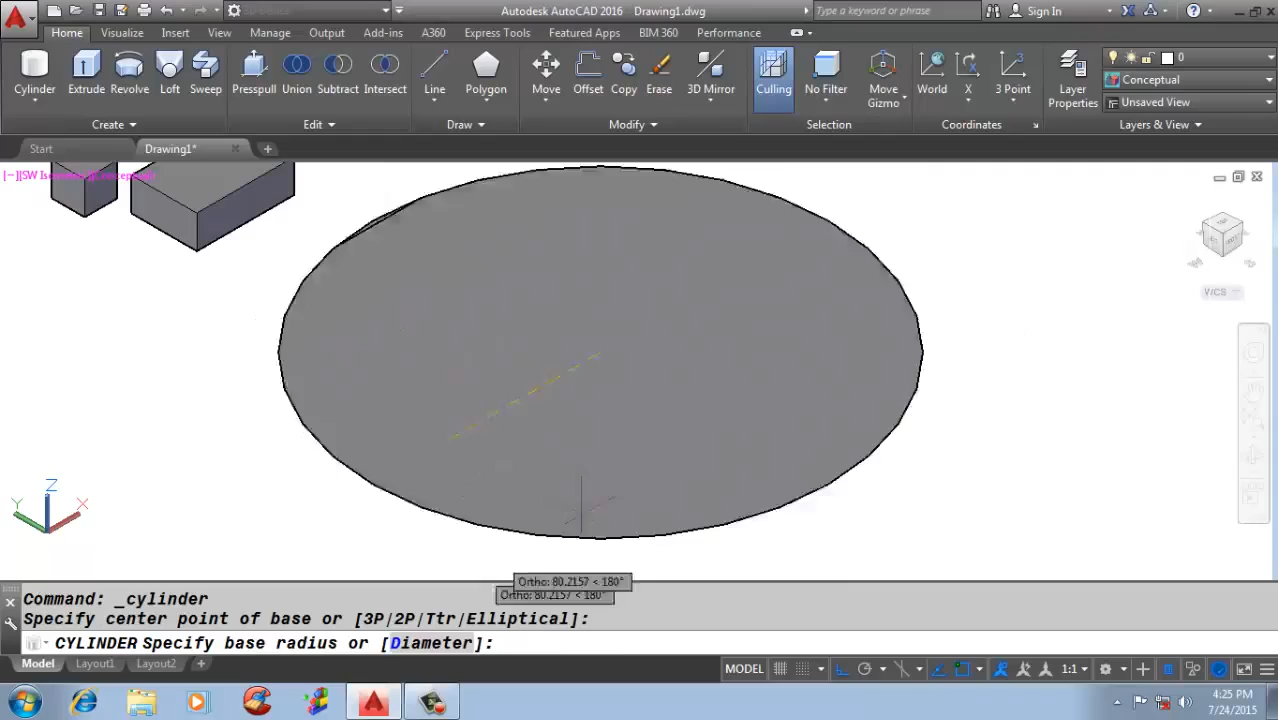 Autodesk AutoCAD 2016 Drawing1.dwg
Type a keyword or phrase
Sign In
Home Visualize Insert View Manage Output Add-ins A360 Express Tools Featured Apps BIM 360 Performance
Cylinder Extrude Revolve Loft Sweep Presspull Union Subtract Intersect Line Polygon Move Offset Copy Erase 3D Mirror Culling No Filter Move Gizmo World X 3 Point Layer Properties
0
Conceptual
Unsaved View
Create Edit Draw Modify Selection Coordinates Layers & View
Start Drawing1*
WCS
Z
Y X
Ortho: 80.2157 < 180°
Ortho: 80.2157 < 180°
Command: _cylinder
Specify center point of base or [3P/2P/Ttr/Elliptical]:
CYLINDER Specify base radius or [Diameter]:
Model Layout1 Layout2 +
MODEL 1:1
4:25 PM
7/24/2015